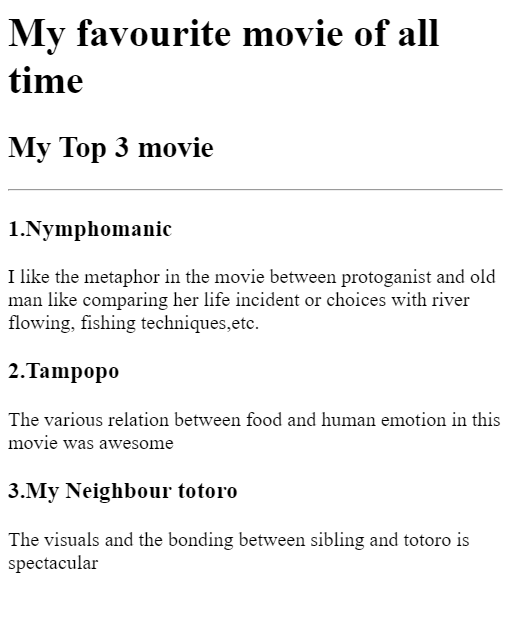 My favourite movie of all
time
My Top 3 movie
1.Nymphomanic
I like the metaphor in the movie between protoganist and old
man like comparing her life incident or choices with river
flowing, fishing techniques,etc.
2.Tampopo
The various relation between food and human emotion in this
movie was awesome
3.My Neighbour totoro
The visuals and the bonding between sibling and totoro is
spectacular